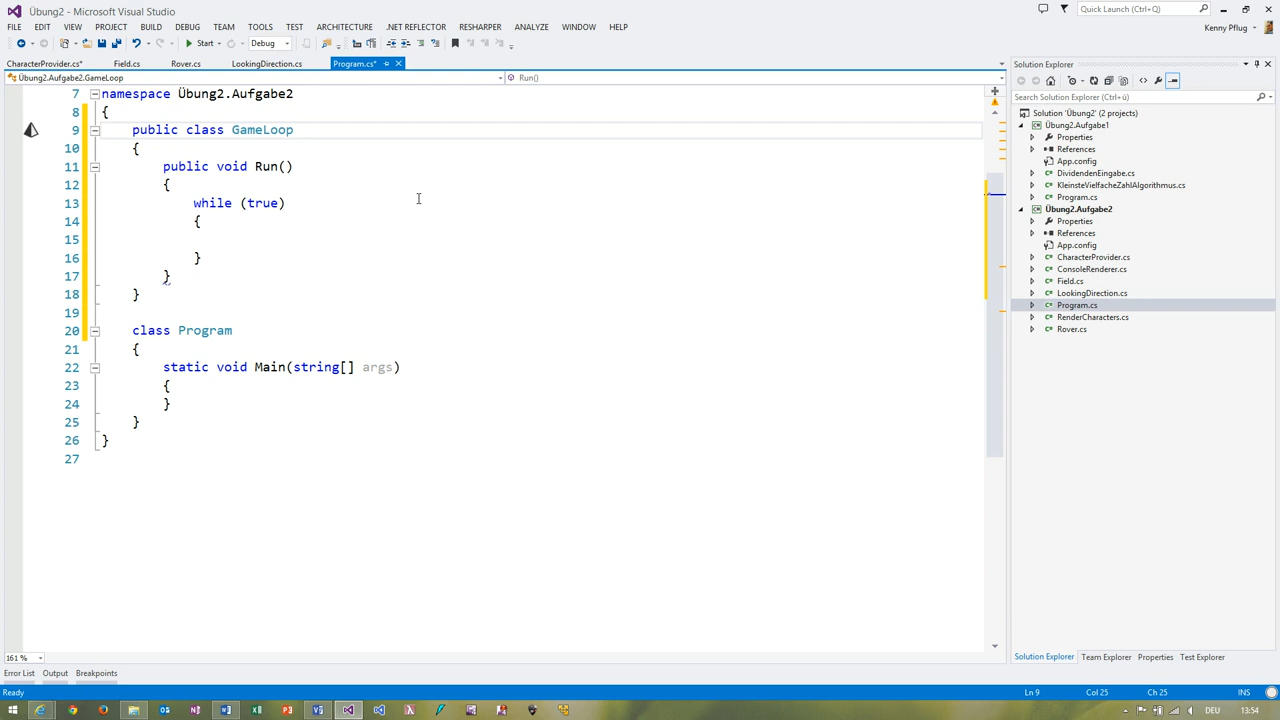 Übung2 - Microsoft Visual Studio
Quick Launch (Ctrl+Q)
FILE EDIT VIEW PROJECT BUILD DEBUG TEAM TOOLS TEST ARCHITECTURE .NET REFLECTOR RESHARPER ANALYZE WINDOW HELP
Kenny Pflug
Start Debug
CharacterProvider.cs* Field.cs Rover.cs LookingDirection.cs Program.cs*
Übung2.Aufgabe2.GameLoop Run()
7 namespace Übung2.Aufgabe2
8 {
9 public class GameLoop
10 {
11 public void Run()
12 {
13 while (true)
14 {
15
16 }
17 }
18 }
19
20 class Program
21 {
22 static void Main(string[] args)
23 {
24 }
25 }
26 }
27
161 %
Solution Explorer
Search Solution Explorer (Ctrl+ü)
Solution 'Übung2' (2 projects)
Übung2.Aufgabe1
Properties
References
App.config
DividendenEingabe.cs
KleinsteVielfacheZahlAlgorithmus.cs
Program.cs
Übung2.Aufgabe2
Properties
References
App.config
CharacterProvider.cs
ConsoleRenderer.cs
Field.cs
LookingDirection.cs
Program.cs
RenderCharacters.cs
Rover.cs
Solution Explorer Team Explorer Properties Test Explorer
Error List Output Breakpoints
Ready Ln 9 Col 25 Ch 25 INS
DEU 13:54